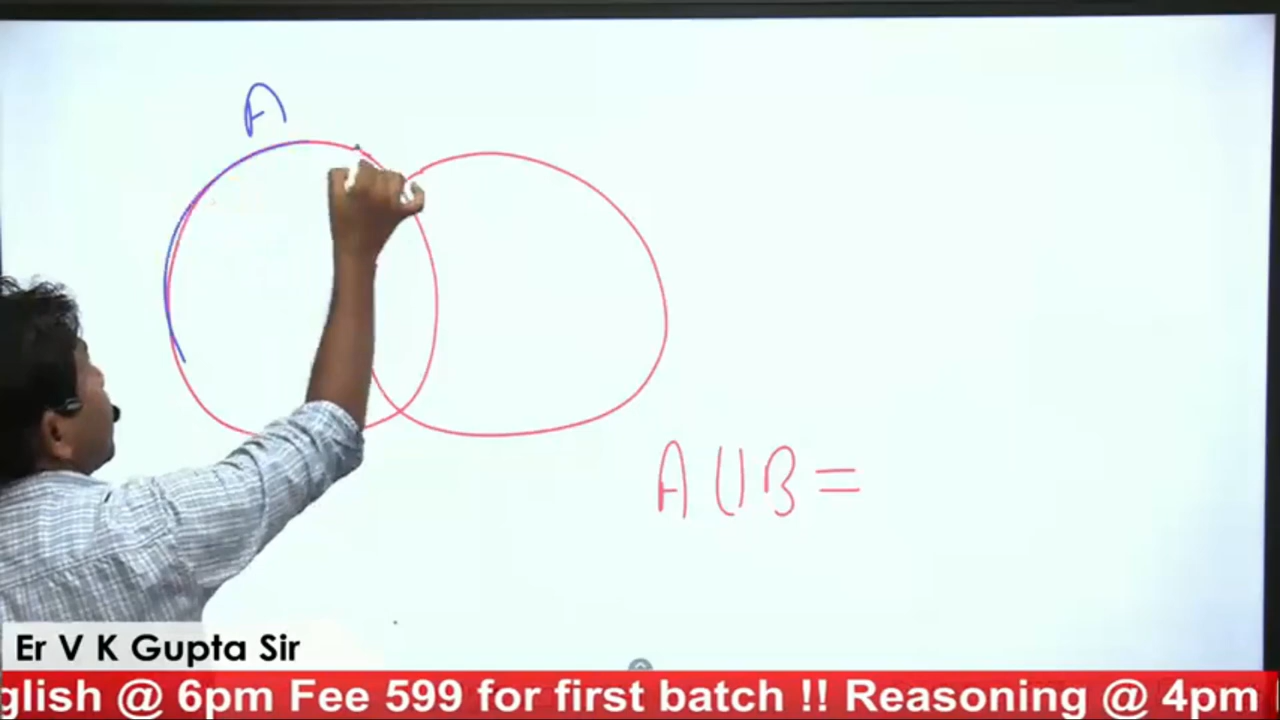 A
A U B =
Er V K Gupta Sir
glish @ 6pm Fee 599 for first batch !! Reasoning @ 4pm